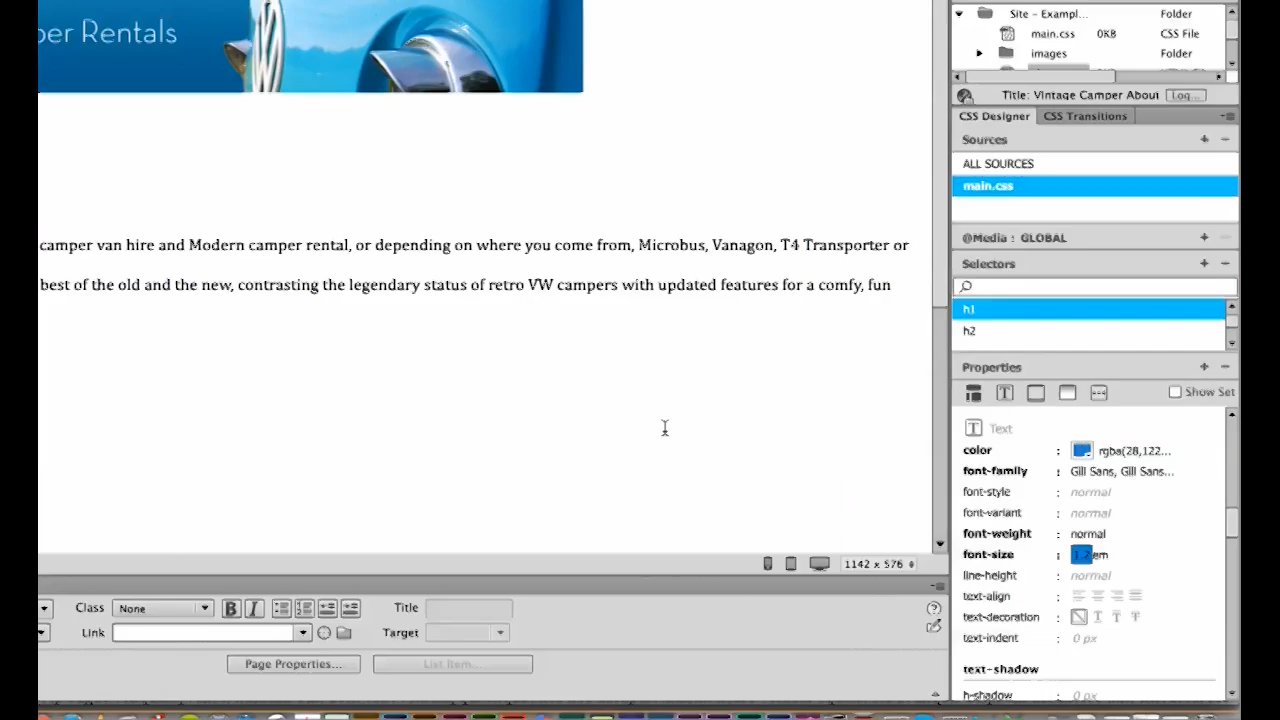 per Rentals
Site – Exampl... Folder
main.css 0KB CSS File
images Folder
Title: Vintage Camper About Log...
CSS Designer CSS Transitions
Sources
ALL SOURCES
main.css
@Media : GLOBAL
Selectors
h1
h2
Properties
Show Set
Text
color : rgba(28,122...
font-family : Gill Sans, Gill Sans...
font-style : normal
font-variant : normal
font-weight : normal
font-size : 1.2 em
line-height : normal
text-align :
text-decoration :
text-indent : 0 px
text-shadow
h-shadow : 0 px
camper van hire and Modern camper rental, or depending on where you come from, Microbus, Vanagon, T4 Transporter or
best of the old and the new, contrasting the legendary status of retro VW campers with updated features for a comfy, fun
1142 x 576
Class None B I Title
Link Target
Page Properties... List Item...